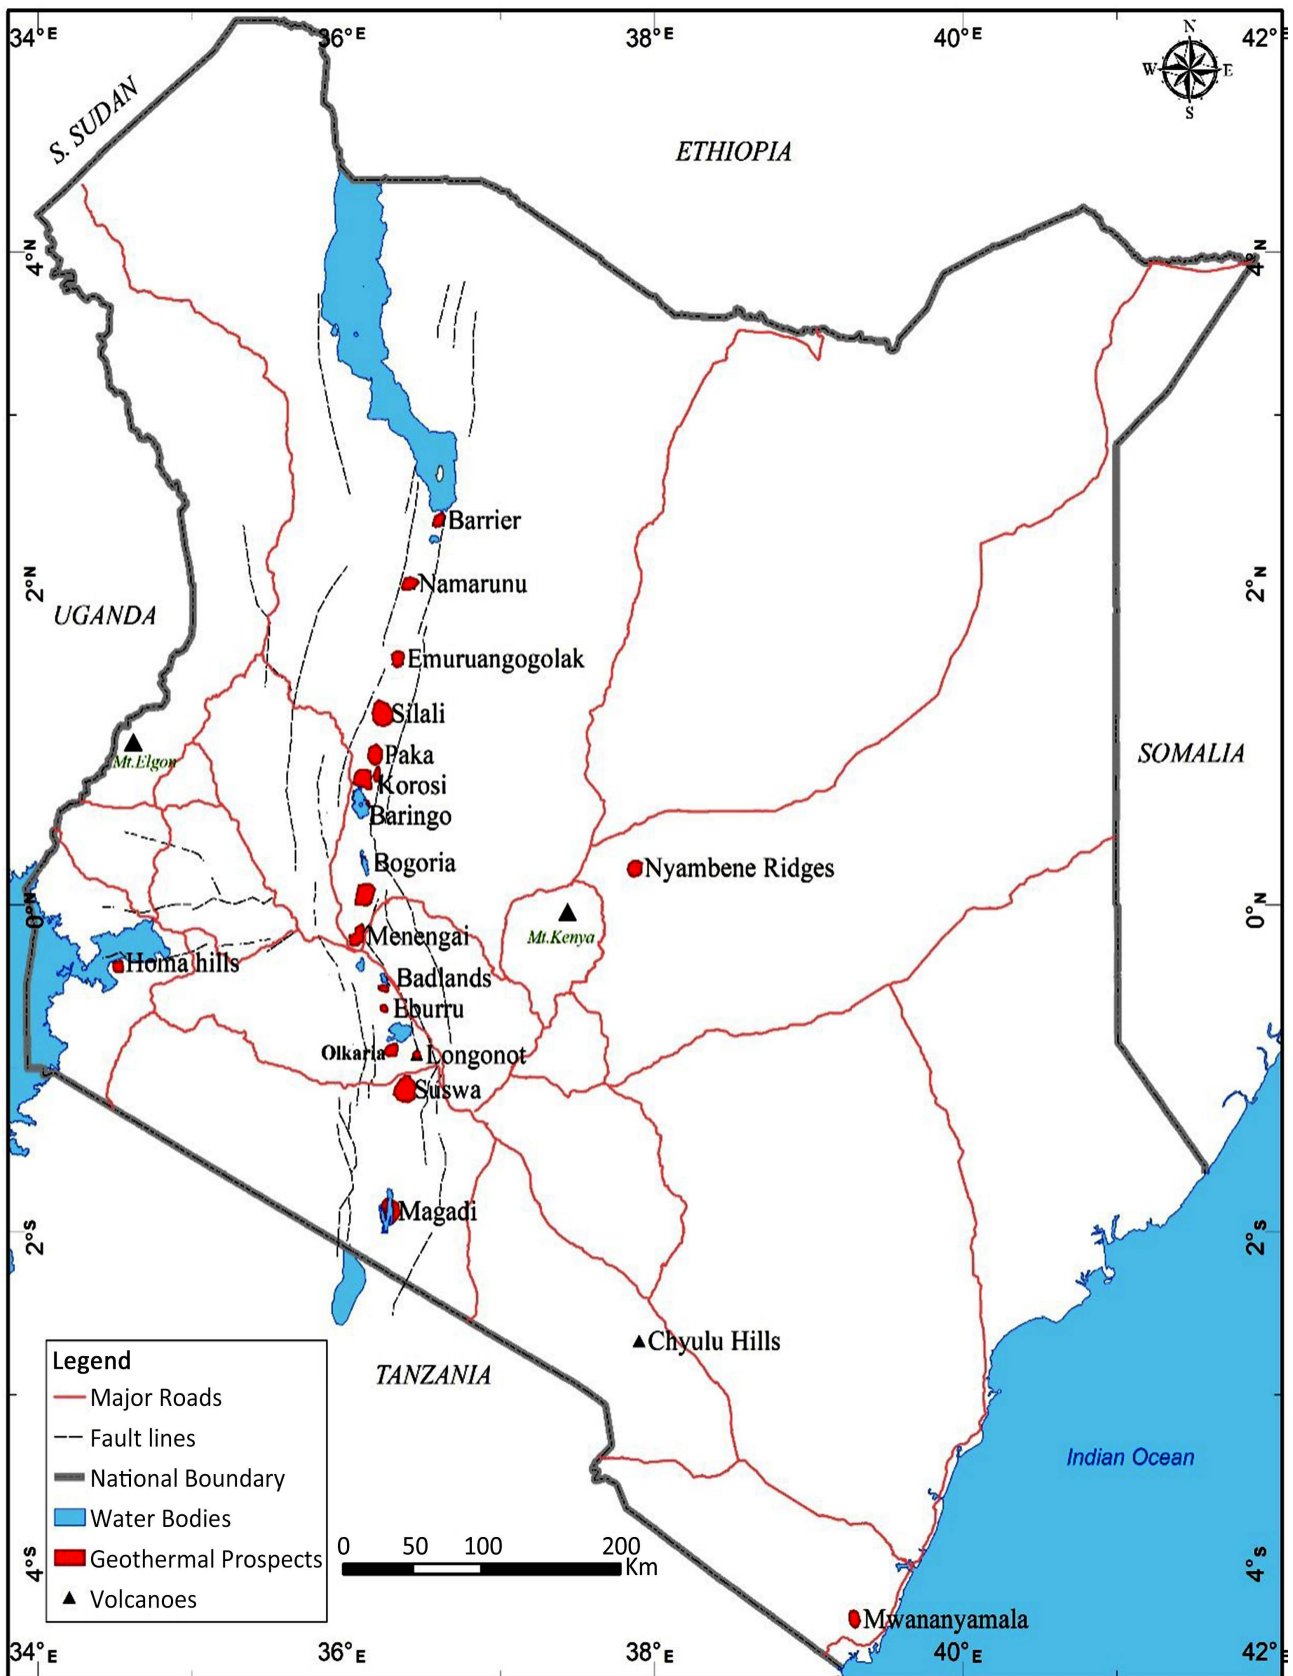 34°E
36°E
38°E
40°E
42°E
N
W E
S
S. SUDAN
ETHIOPIA
4°N
4°N
Barrier
2°N
Namarunu
2°N
UGANDA
Emuruangogolak
Silali
Mt.Elgon
Paka
SOMALIA
Korosi
Baringo
Bogoria
Nyambene Ridges
0°N
0°N
Menengai
Mt.Kenya
Homa hills
Badlands
Eburru
Olkaria
Longonot
Suswa
Magadi
2°S
2°S
Chyulu Hills
TANZANIA
Legend
Major Roads
Fault lines
National Boundary
Water Bodies
Geothermal Prospects
Volcanoes
Indian Ocean
0 50 100 200
Km
4°S
4°S
Mwananyamala
34°E
36°E
38°E
40°E
42°